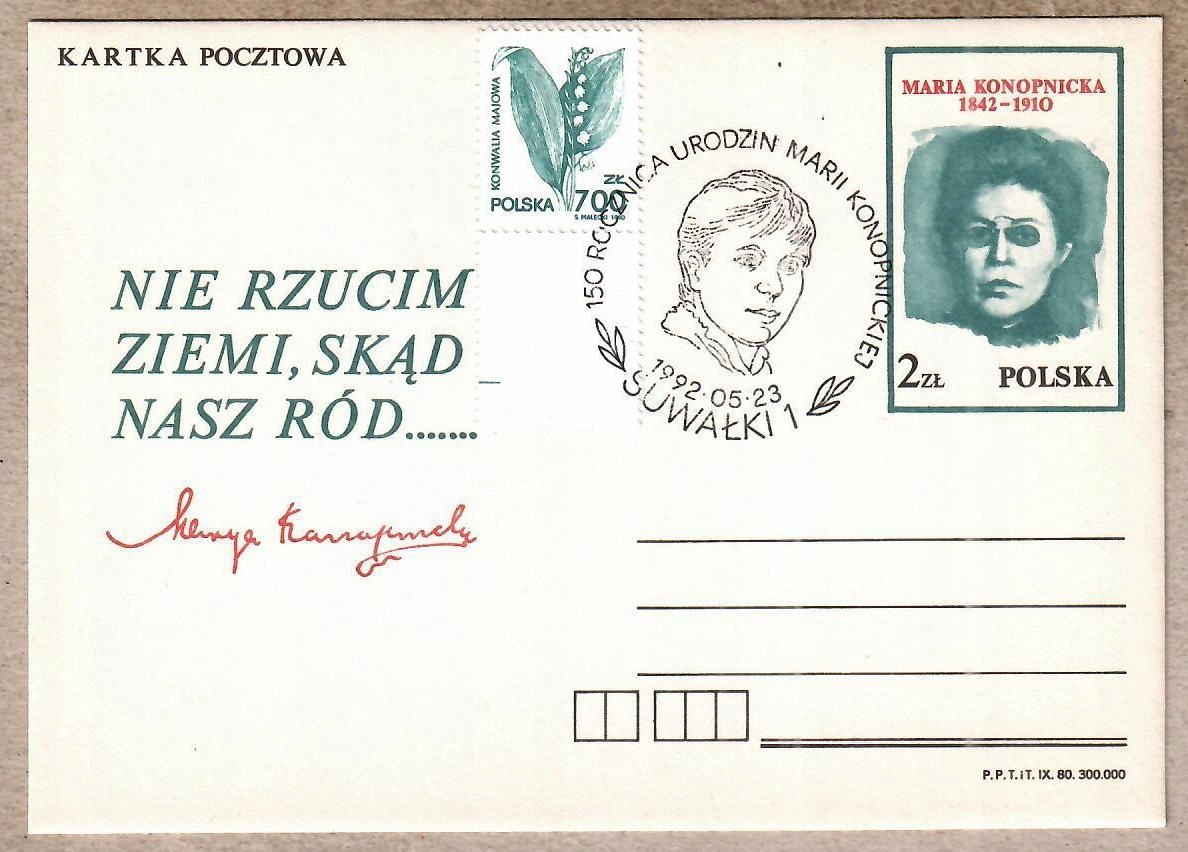 KARTKA POCZTOWA
KONWALIA MAJOWA
ZŁ
POLSKA 700
S. MAŁECKI
150 ROCZNICA URODZIN MARII KONOPNICKIEJ
1992·05·23
SUWAŁKI 1
MARIA KONOPNICKA
1842-1910
2 ZŁ POLSKA
NIE RZUCIM
ZIEMI, SKĄD
NASZ RÓD.......
P.P.T.iT. IX. 80. 300.000